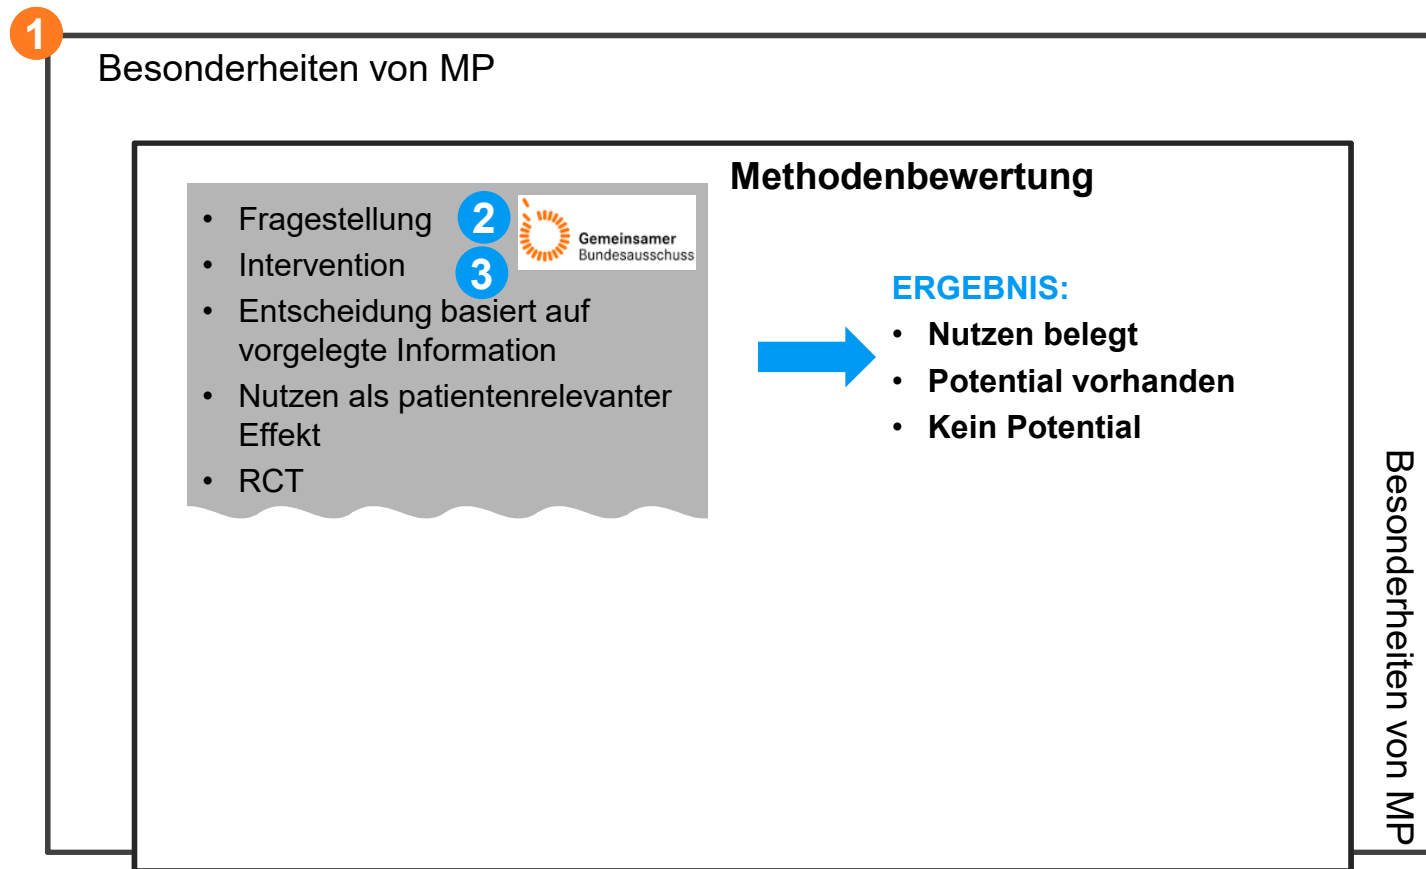 1
Besonderheiten von MP
Methodenbewertung
• Fragestellung 2
• Intervention 3
Gemeinsamer
Bundesausschuss
• Entscheidung basiert auf
vorgelegte Information
• Nutzen als patientenrelevanter
Effekt
• RCT
ERGEBNIS:
• Nutzen belegt
• Potential vorhanden
• Kein Potential
Besonderheiten von MP